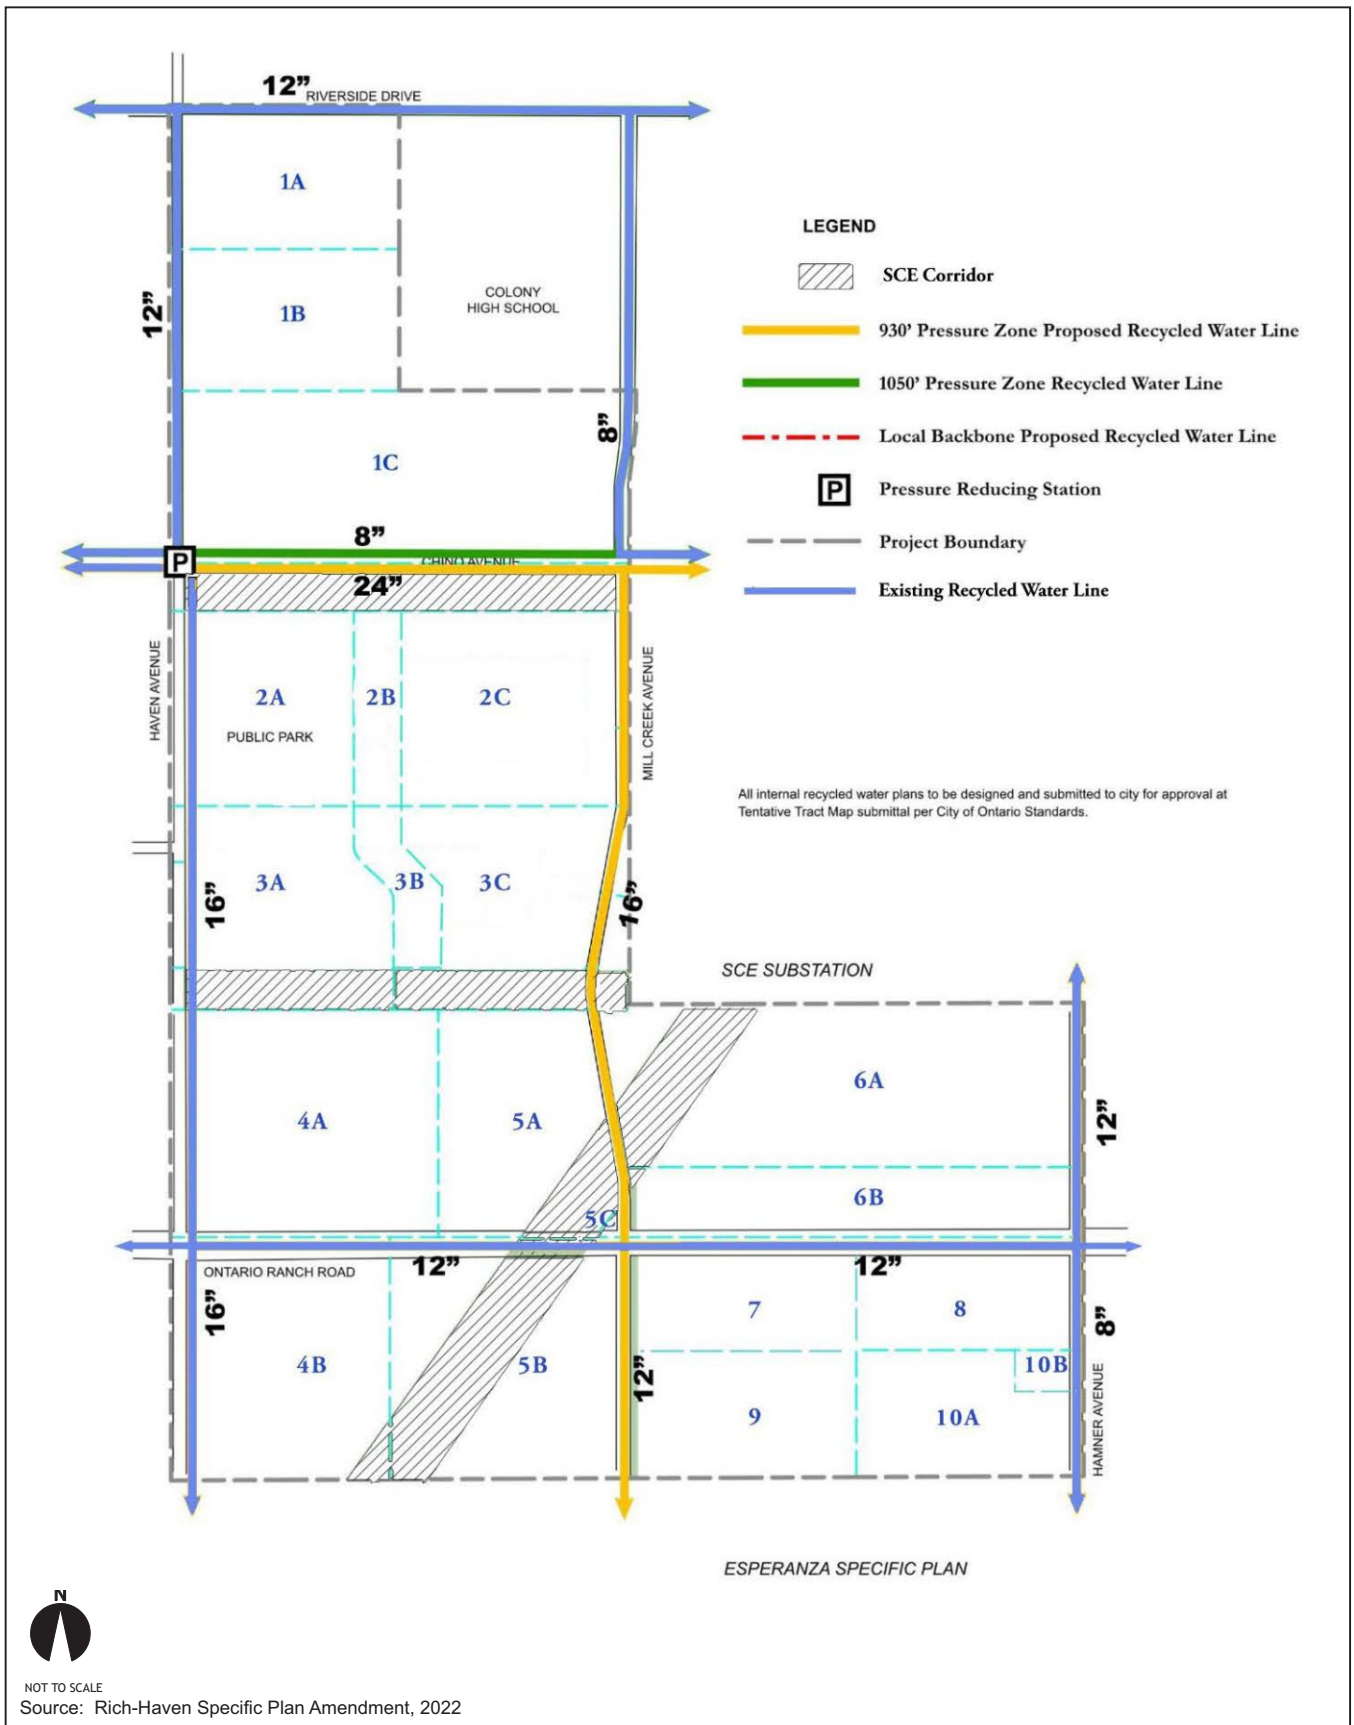 12”
RIVERSIDE DRIVE
1A
12”
1B
COLONY
HIGH SCHOOL
8”
1C
LEGEND
SCE Corridor
930’ Pressure Zone Proposed Recycled Water Line
1050’ Pressure Zone Recycled Water Line
Local Backbone Proposed Recycled Water Line
P
Pressure Reducing Station
Project Boundary
Existing Recycled Water Line
8”
P
CHINO AVENUE
24”
HAVEN AVENUE
2A
2B
2C
PUBLIC PARK
MILL CREEK AVENUE
All internal recycled water plans to be designed and submitted to city for approval at
Tentative Tract Map submittal per City of Ontario Standards.
3A
3B
3C
16”
16”
SCE SUBSTATION
6A
4A
5A
12”
6B
5C
ONTARIO RANCH ROAD
12”
12”
16”
7
8
8”
4B
5B
12”
10B
9
10A
HAMNER AVENUE
ESPERANZA SPECIFIC PLAN
N
NOT TO SCALE
Source: Rich-Haven Specific Plan Amendment, 2022